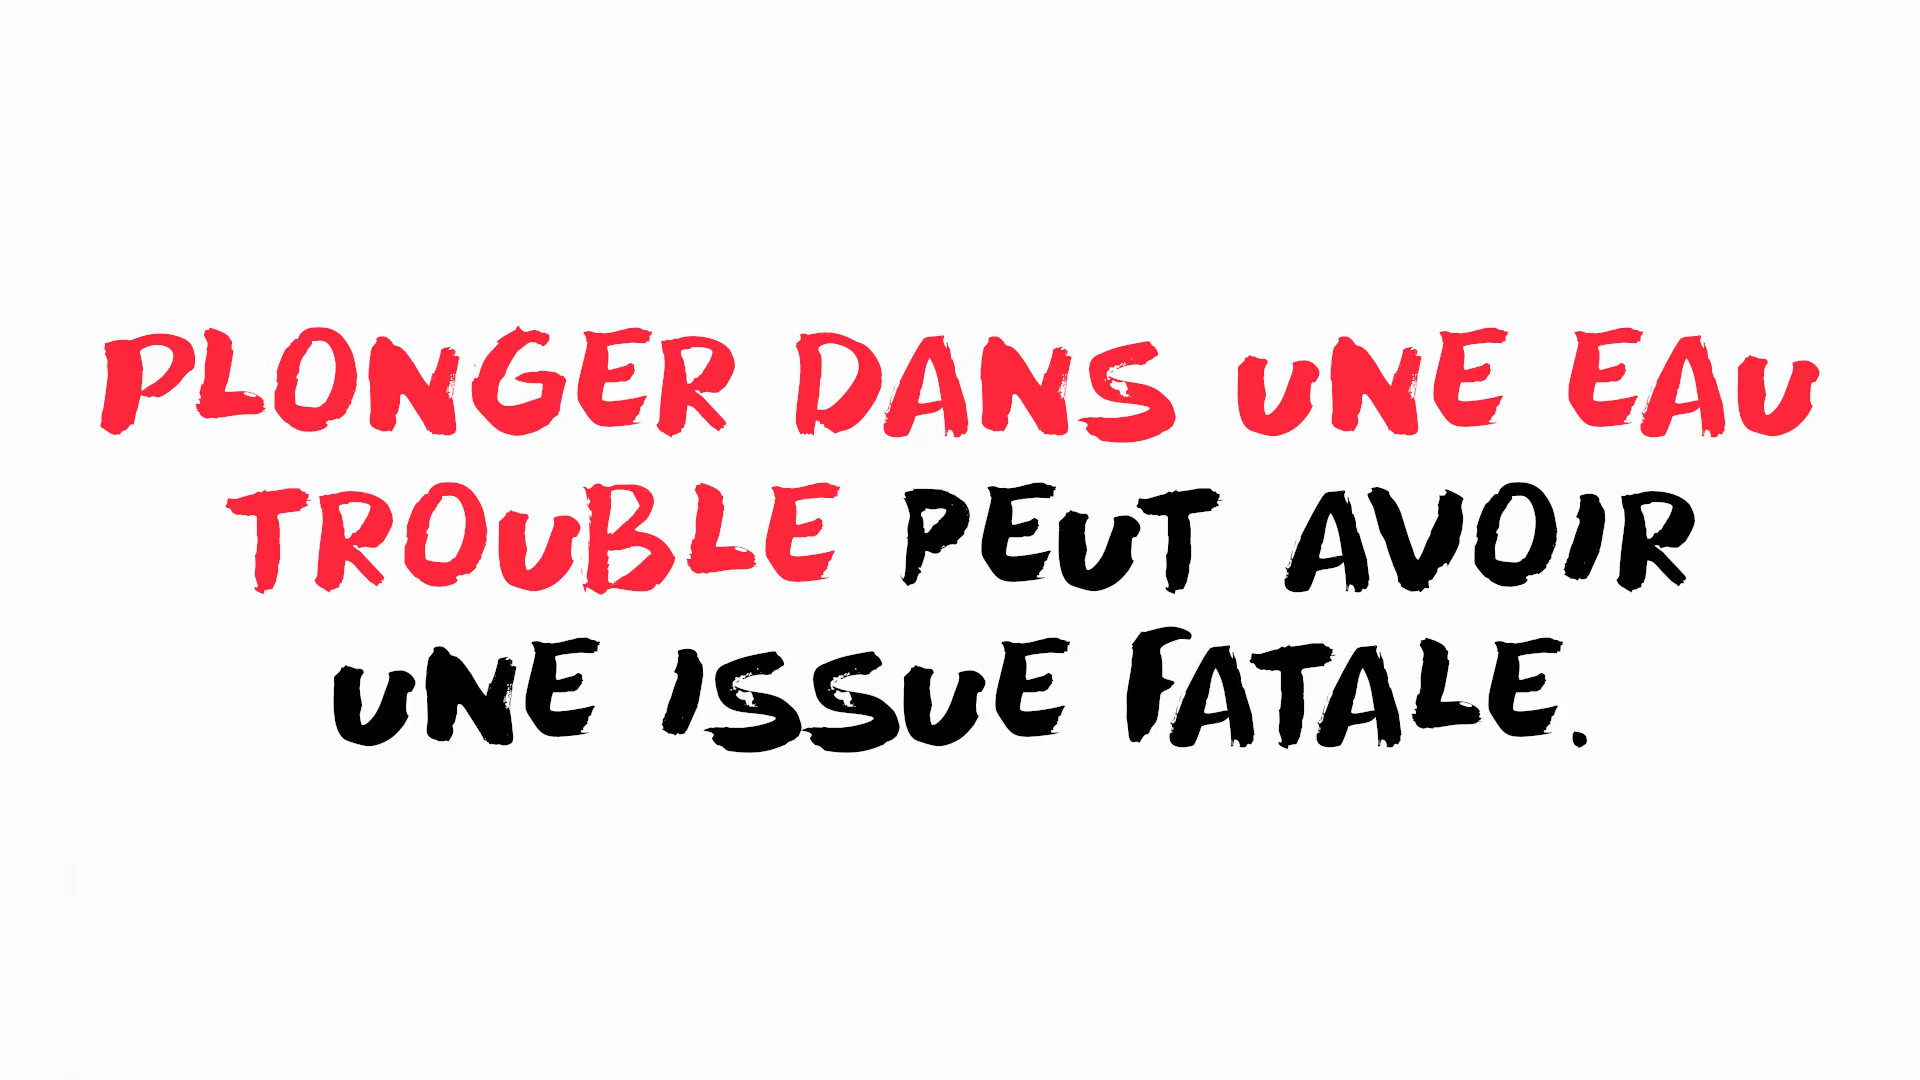 PLONGER DANS UNE EAU
TROUBLE PEUT AVOIR
UNE ISSUE FATALE.